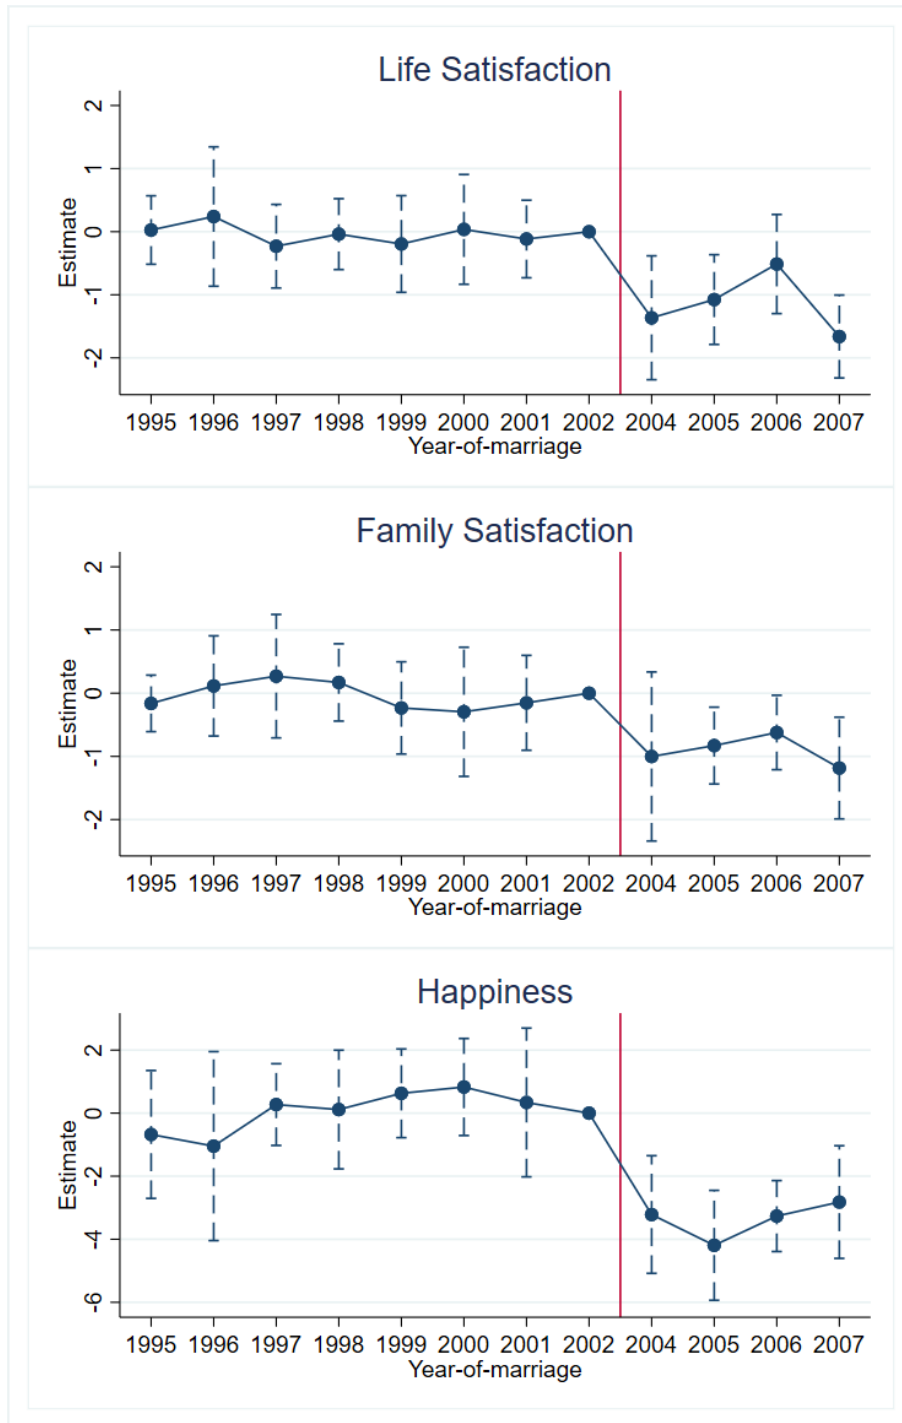 Life Satisfaction
2
1
0
-1
-2
Estimate
1995 1996 1997 1998 1999 2000 2001 2002 2004 2005 2006 2007
Year-of-marriage
Family Satisfaction
2
1
0
-1
-2
Estimate
1995 1996 1997 1998 1999 2000 2001 2002 2004 2005 2006 2007
Year-of-marriage
Happiness
2
0
-2
-4
-6
Estimate
1995 1996 1997 1998 1999 2000 2001 2002 2004 2005 2006 2007
Year-of-marriage